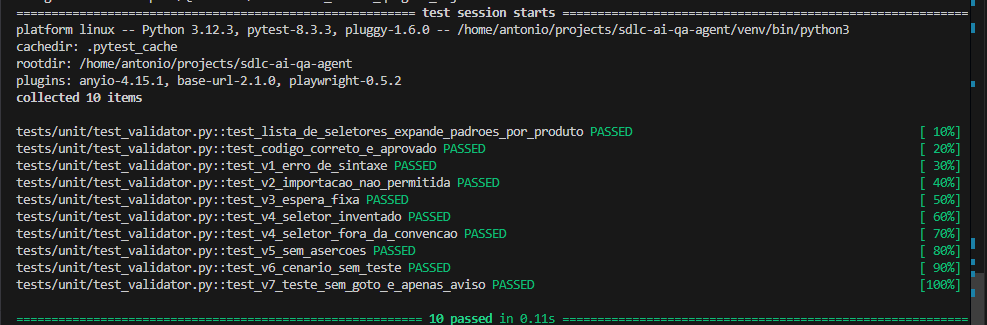 ============================== test session starts ==============================
platform linux -- Python 3.12.3, pytest-8.3.3, pluggy-1.6.0 -- /home/antonio/projects/sdlc-ai-qa-agent/venv/bin/python3
cachedir: .pytest_cache
rootdir: /home/antonio/projects/sdlc-ai-qa-agent
plugins: anyio-4.15.1, base-url-2.1.0, playwright-0.5.2
collected 10 items
tests/unit/test_validator.py::test_lista_de_seletores_expande_padroes_por_produto PASSED [ 10%]
tests/unit/test_validator.py::test_codigo_correto_e_aprovado PASSED [ 20%]
tests/unit/test_validator.py::test_v1_erro_de_sintaxe PASSED [ 30%]
tests/unit/test_validator.py::test_v2_importacao_nao_permitida PASSED [ 40%]
tests/unit/test_validator.py::test_v3_espera_fixa PASSED [ 50%]
tests/unit/test_validator.py::test_v4_seletor_inventado PASSED [ 60%]
tests/unit/test_validator.py::test_v4_seletor_fora_da_convencao PASSED [ 70%]
tests/unit/test_validator.py::test_v5_sem_asercoes PASSED [ 80%]
tests/unit/test_validator.py::test_v6_cenario_sem_teste PASSED [ 90%]
tests/unit/test_validator.py::test_v7_teste_sem_goto_e_apenas_aviso PASSED [100%]
============================== 10 passed in 0.11s ==============================